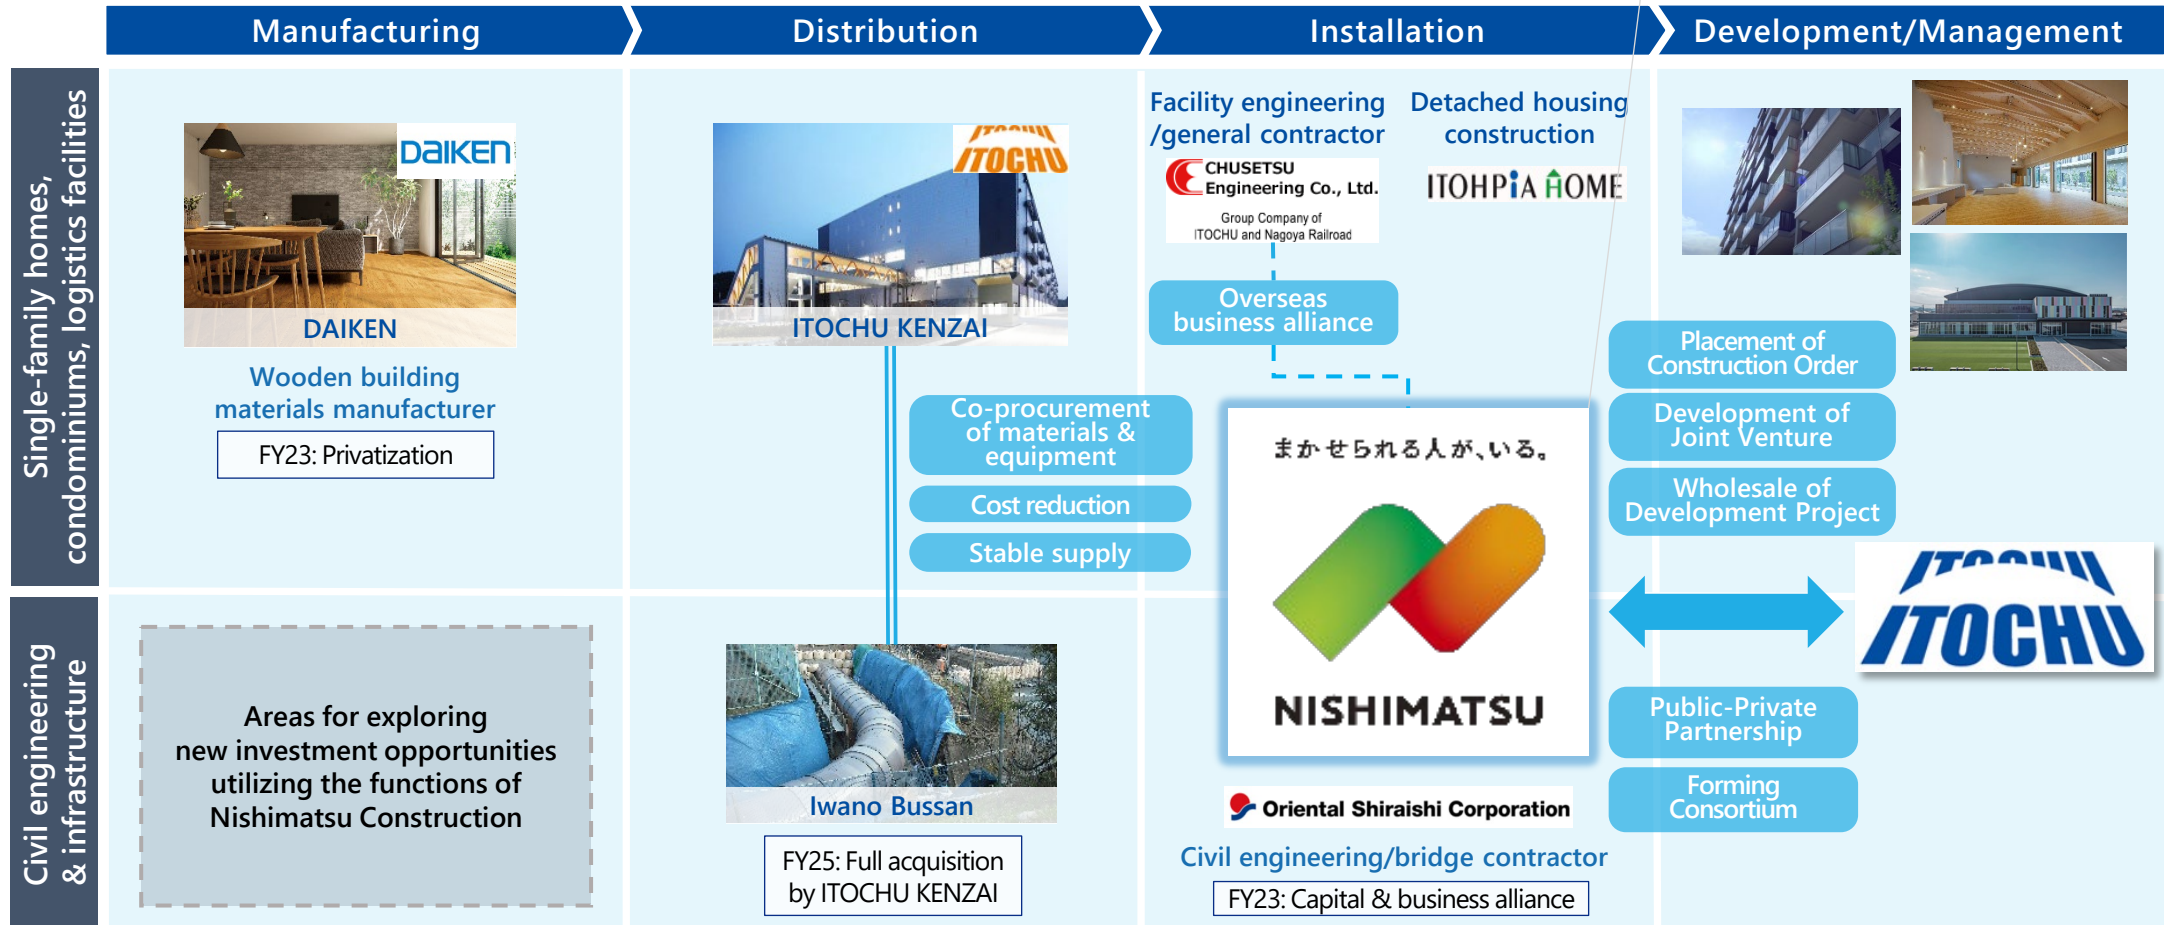 Manufacturing
Distribution
Installation
Development/Management
Single-family homes,
condominiums, logistics facilities
DAIKEN
DAIKEN
Wooden building
materials manufacturer
FY23: Privatization
ITOCHU
ITOCHU KENZAI
Co-procurement
of materials &
equipment
Cost reduction
Stable supply
Facility engineering
/general contractor
CHUSETSU
Engineering Co., Ltd.
Group Company of
ITOCHU and Nagoya Railroad
Detached housing
construction
ITOHPiA HOME
Overseas
business alliance
まかせられる人が、いる。
NISHIMATSU
Placement of
Construction Order
Development of
Joint Venture
Wholesale of
Development Project
ITOCHU
Civil engineering
& infrastructure
Areas for exploring
new investment opportunities
utilizing the functions of
Nishimatsu Construction
Iwano Bussan
FY25: Full acquisition
by ITOCHU KENZAI
Oriental Shiraishi Corporation
Civil engineering/bridge contractor
FY23: Capital & business alliance
Public-Private
Partnership
Forming
Consortium